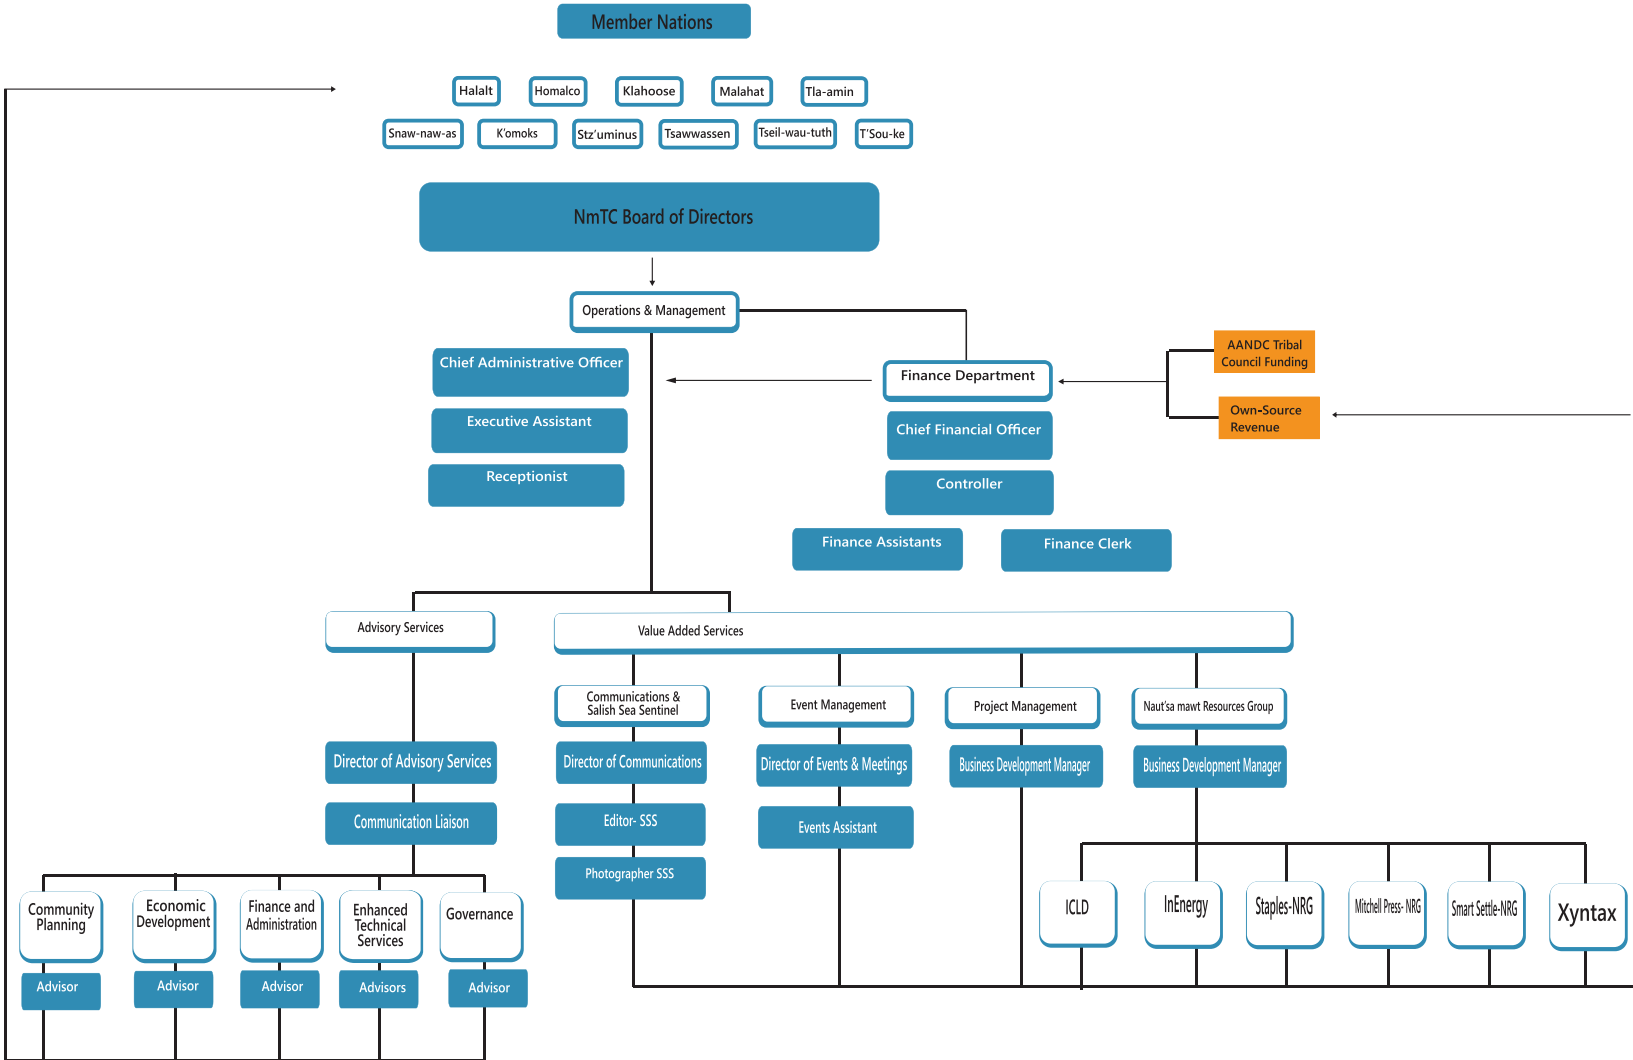 Member Nations
Halalt
Homalco
Klahoose
Malahat
Tla-amin
Snaw-naw-as
K'omoks
Stz'uminus
Tsawwassen
Tseil-wau-tuth
T'Sou-ke
NmTC Board of Directors
Operations & Management
Chief Administrative Officer
Executive Assistant
Receptionist
Finance Department
Chief Financial Officer
Controller
Finance Assistants
Finance Clerk
AANDC Tribal
Council Funding
Own-Source
Revenue
Advisory Services
Value Added Services
Communications &
Salish Sea Sentinel
Event Management
Project Management
Naut'sa mawt Resources Group
Director of Advisory Services
Director of Communications
Director of Events & Meetings
Business Development Manager
Business Development Manager
Communication Liaison
Editor- SSS
Events Assistant
Photographer SSS
Community
Planning
Economic
Development
Finance and
Administration
Enhanced
Technical
Services
Governance
ICLD
InEnergy
Staples-NRG
Mitchell Press- NRG
Smart Settle-NRG
Xyntax
Advisor
Advisor
Advisor
Advisors
Advisor